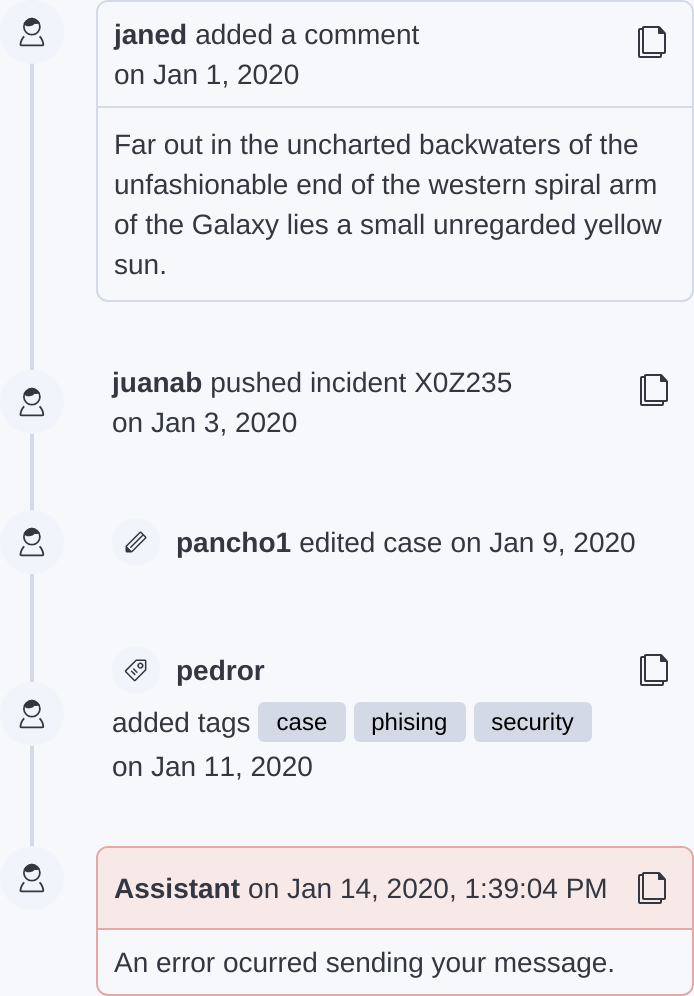 janed added a comment
on Jan 1, 2020
Far out in the uncharted backwaters of the
unfashionable end of the western spiral arm
of the Galaxy lies a small unregarded yellow
sun.
juanab pushed incident X0Z235
on Jan 3, 2020
pancho1 edited case on Jan 9, 2020
pedror
added tags case phising security
on Jan 11, 2020
Assistant on Jan 14, 2020, 1:39:04 PM
An error ocurred sending your message.